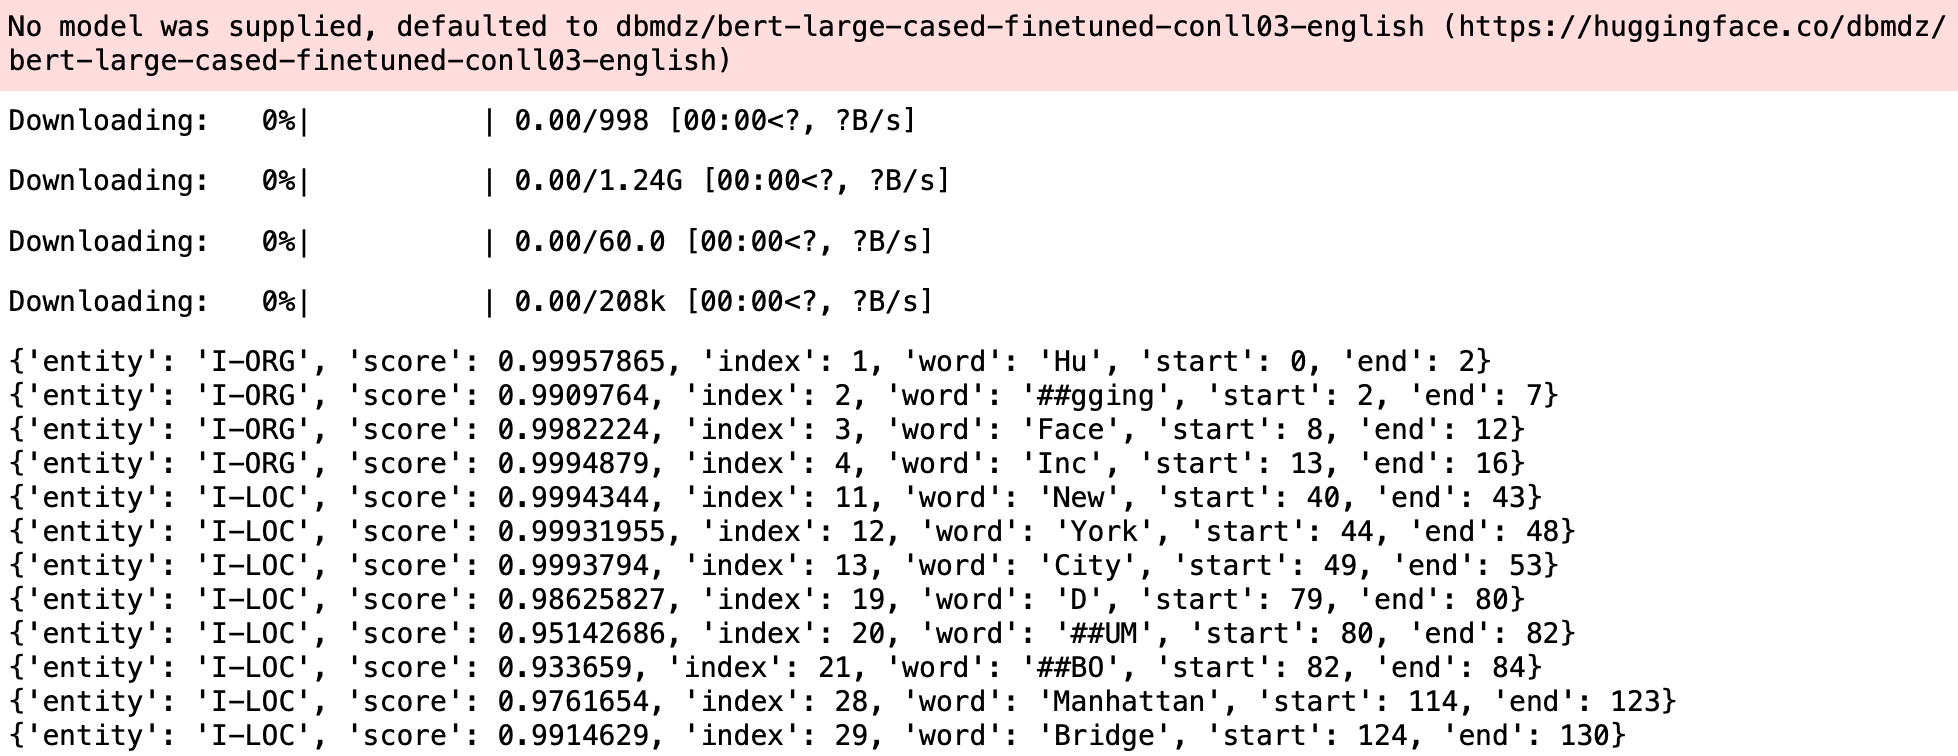 No model was supplied, defaulted to dbmdz/bert-large-cased-finetuned-conll03-english (https://huggingface.co/dbmdz/
bert-large-cased-finetuned-conll03-english)
Downloading:   0%|          | 0.00/998 [00:00<?, ?B/s]
Downloading:   0%|          | 0.00/1.24G [00:00<?, ?B/s]
Downloading:   0%|          | 0.00/60.0 [00:00<?, ?B/s]
Downloading:   0%|          | 0.00/208k [00:00<?, ?B/s]
{'entity': 'I-ORG', 'score': 0.99957865, 'index': 1, 'word': 'Hu', 'start': 0, 'end': 2}
{'entity': 'I-ORG', 'score': 0.9909764, 'index': 2, 'word': '##gging', 'start': 2, 'end': 7}
{'entity': 'I-ORG', 'score': 0.9982224, 'index': 3, 'word': 'Face', 'start': 8, 'end': 12}
{'entity': 'I-ORG', 'score': 0.9994879, 'index': 4, 'word': 'Inc', 'start': 13, 'end': 16}
{'entity': 'I-LOC', 'score': 0.9994344, 'index': 11, 'word': 'New', 'start': 40, 'end': 43}
{'entity': 'I-LOC', 'score': 0.99931955, 'index': 12, 'word': 'York', 'start': 44, 'end': 48}
{'entity': 'I-LOC', 'score': 0.9993794, 'index': 13, 'word': 'City', 'start': 49, 'end': 53}
{'entity': 'I-LOC', 'score': 0.98625827, 'index': 19, 'word': 'D', 'start': 79, 'end': 80}
{'entity': 'I-LOC', 'score': 0.95142686, 'index': 20, 'word': '##UM', 'start': 80, 'end': 82}
{'entity': 'I-LOC', 'score': 0.933659, 'index': 21, 'word': '##BO', 'start': 82, 'end': 84}
{'entity': 'I-LOC', 'score': 0.9761654, 'index': 28, 'word': 'Manhattan', 'start': 114, 'end': 123}
{'entity': 'I-LOC', 'score': 0.9914629, 'index': 29, 'word': 'Bridge', 'start': 124, 'end': 130}